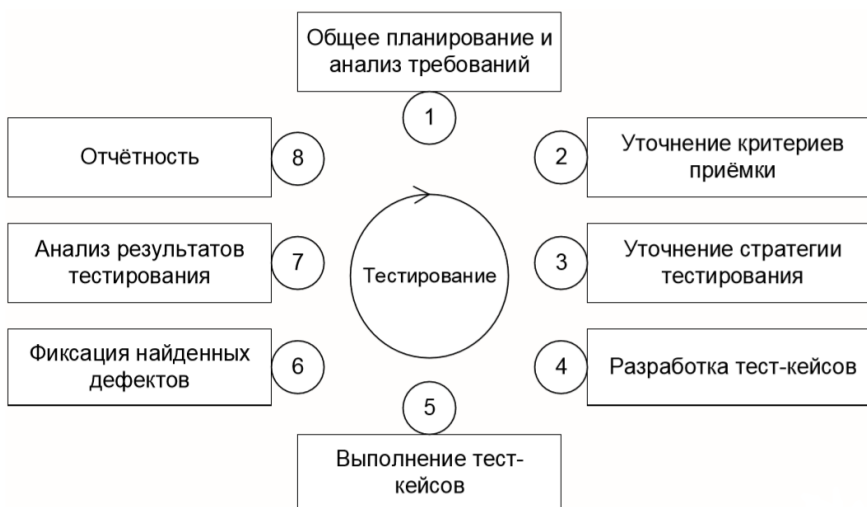 Общее планирование и
анализ требований
1
2
Уточнение критериев
приёмки
3
Уточнение стратегии
тестирования
4
Разработка тест-кейсов
5
Выполнение тест-
кейсов
6
Фиксация найденных
дефектов
7
Анализ результатов
тестирования
8
Отчётность
Тестирование